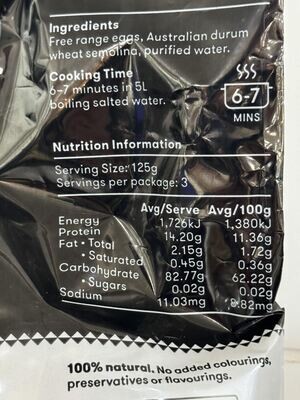 Ingredients
Free range eggs, Australian durum
wheat semolina, purified water.
Cooking Time
6-7 minutes in 5L
boiling salted water.
6-7
MINS
Nutrition Information
Serving Size: 125g
Servings per package: 3
Avg/Serve Avg/100g
Energy 1,726kJ 1,380kJ
Protein 14.20g 11.36g
Fat • Total 2.15g 1.72g
• Saturated 0.45g 0.36g
Carbohydrate 82.77g 62.22g
• Sugars 0.02g 0.02g
Sodium 11.03mg 8.82mg
100% natural. No added colourings,
preservatives or flavourings.